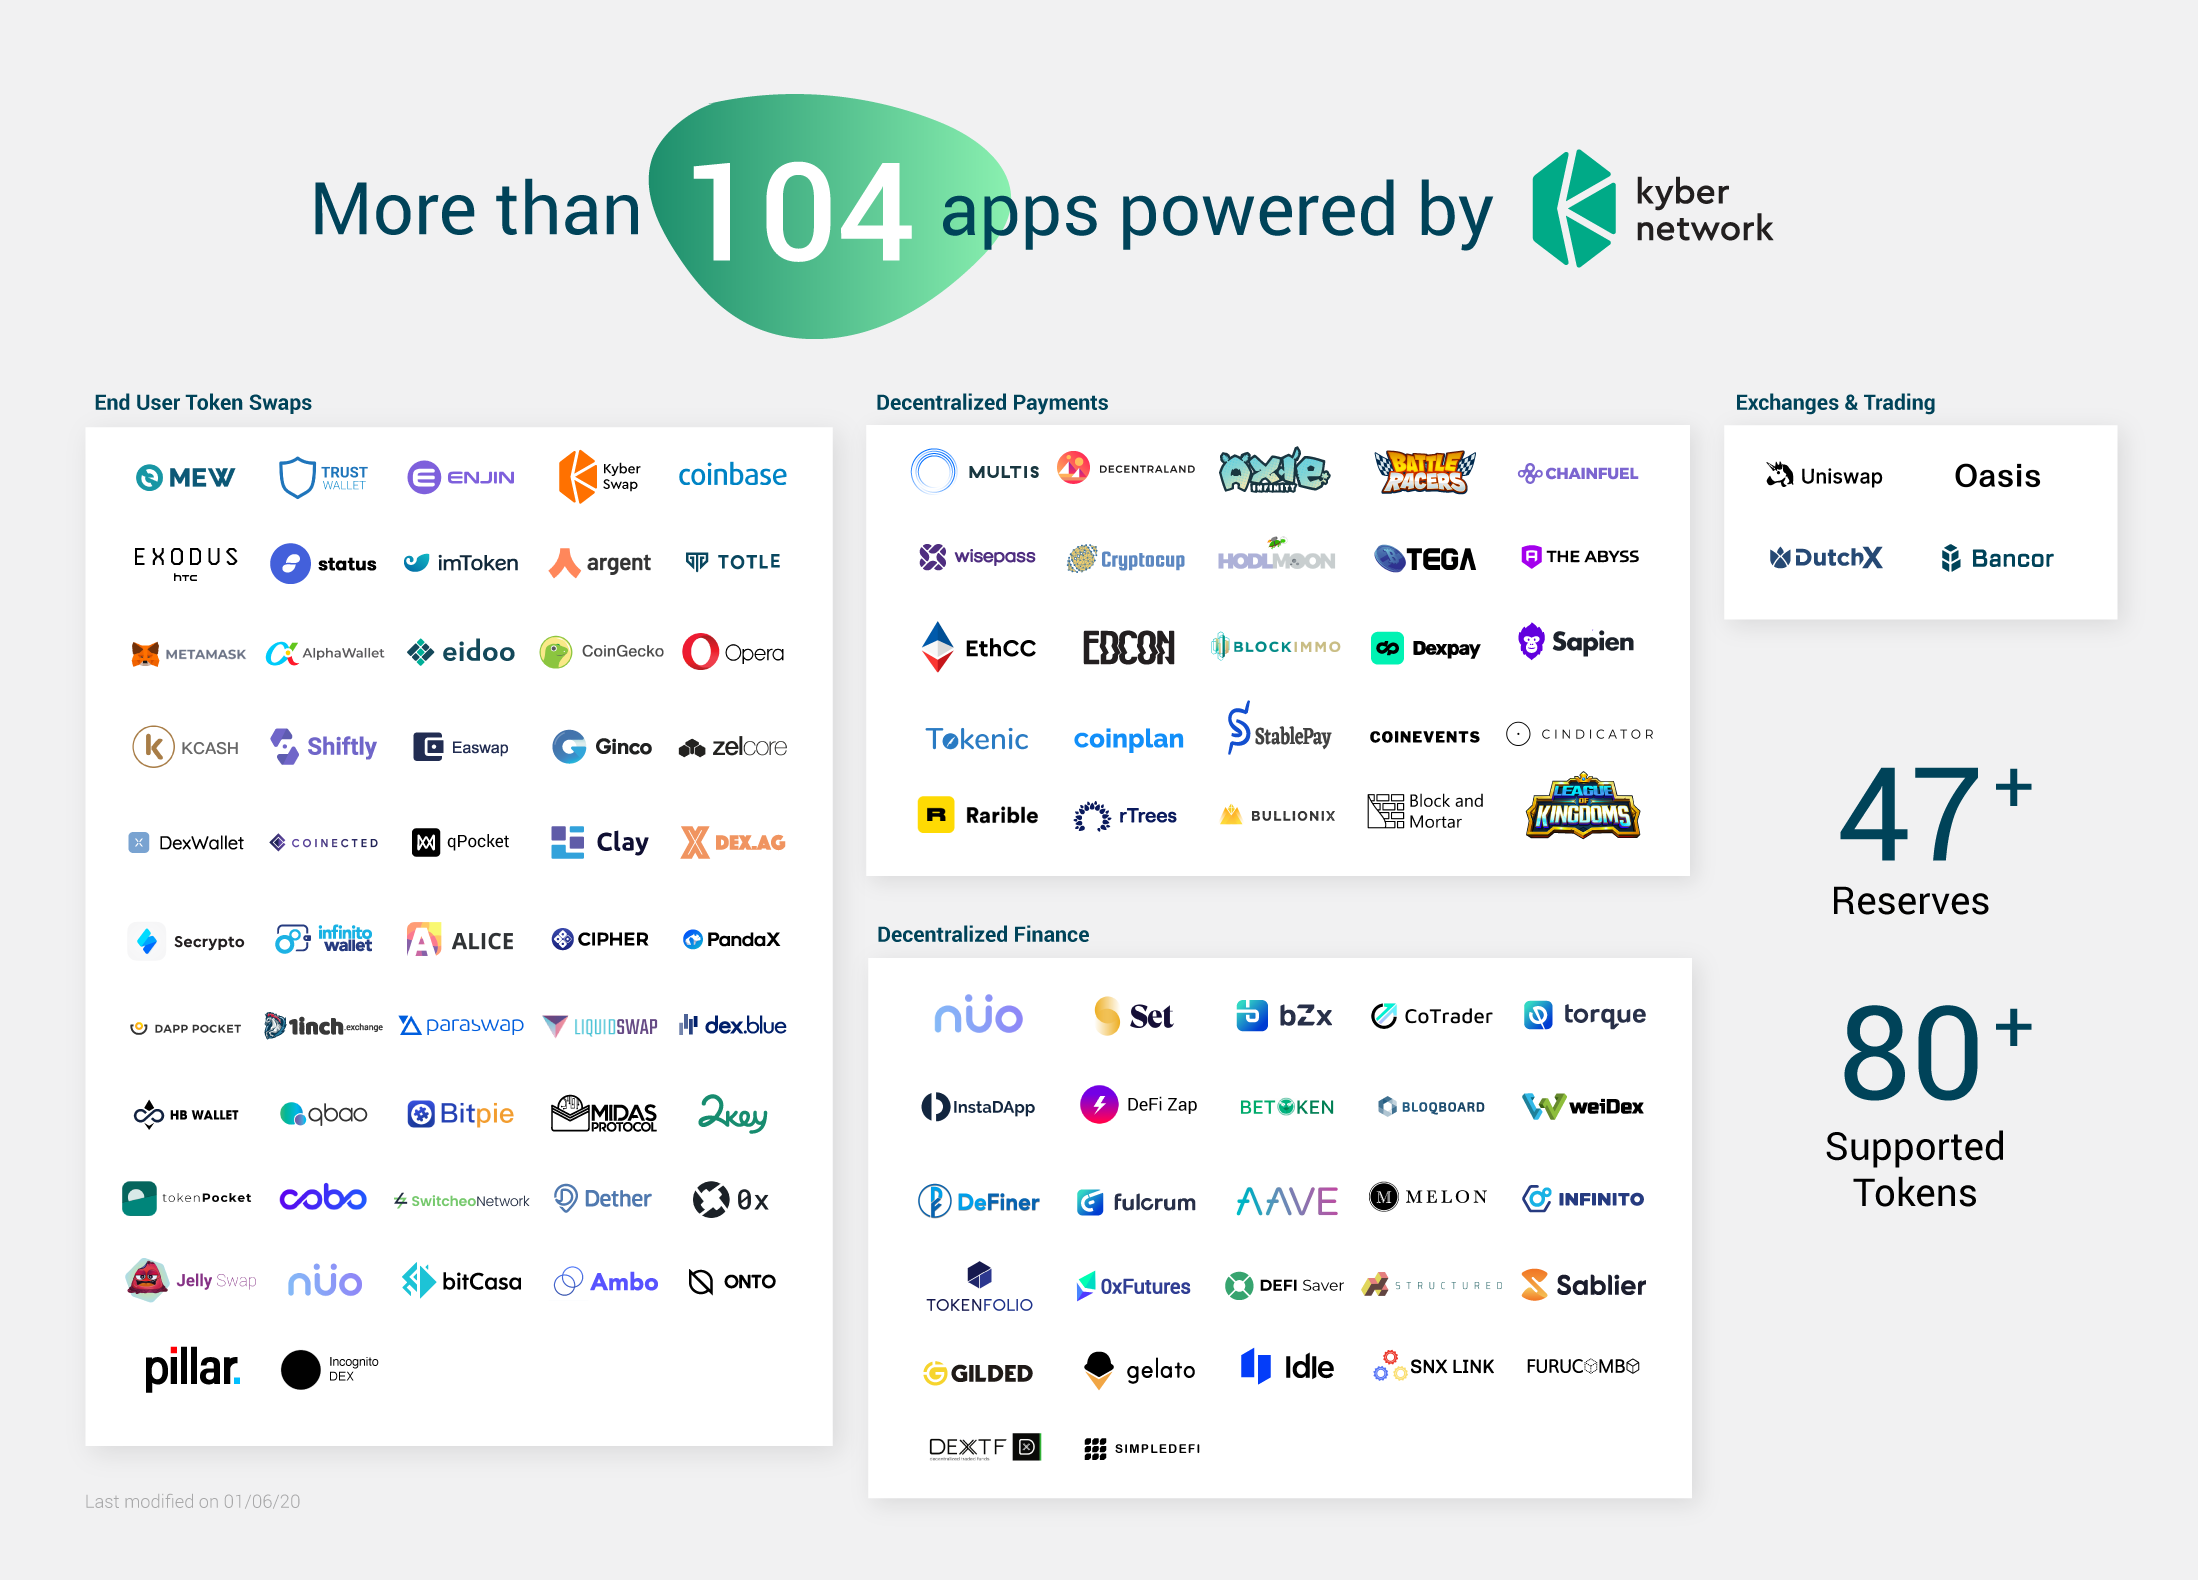 More than 104 apps powered by kyber network
End User Token Swaps
MEW TRUST WALLET ENJIN Kyber Swap coinbase
EXODUS htc status imToken argent TOTLE
METAMASK AlphaWallet eidoo CoinGecko Opera
KCASH Shiftly Easwap Ginco zelcore
DexWallet COINECTED qPocket Clay DEX.AG
Secrypto infinito wallet ALICE CIPHER PandaX
DAPP POCKET 1inch.exchange paraswap LIQUIDSWAP dex.blue
HB WALLET qbao Bitpie MIDAS PROTOCOL 2key
tokenPocket cobo SwitcheoNetwork Dether 0x
Jelly Swap nüo bitCasa Ambo ONTO
pillar. Incognito DEX
Decentralized Payments
MULTIS DECENTRALAND AXIE INFINITY BATTLE RACERS CHAINFUEL
wisepass Cryptocup HODLMOON TEGA THE ABYSS
EthCC EDCON BLOCKIMMO Dexpay Sapien
Tokenic coinplan StablePay COINEVENTS CINDICATOR
Rarible rTrees BULLIONIX Block and Mortar LEAGUE OF KINGDOMS
Decentralized Finance
nüo Set bZx CoTrader torque
InstaDApp DeFi Zap BETOKEN BLOQBOARD weiDex
DeFiner fulcrum AAVE MELON INFINITO
TOKENFOLIO 0xFutures DEFI Saver STRUCTURED Sablier
GILDED gelato Idle SNX LINK FURUCOMBO
DEXTF decentralized traded funds SIMPLEDEFI
Exchanges & Trading
Uniswap Oasis
DutchX Bancor
47+
Reserves
80+
Supported
Tokens
Last modified on 01/06/20